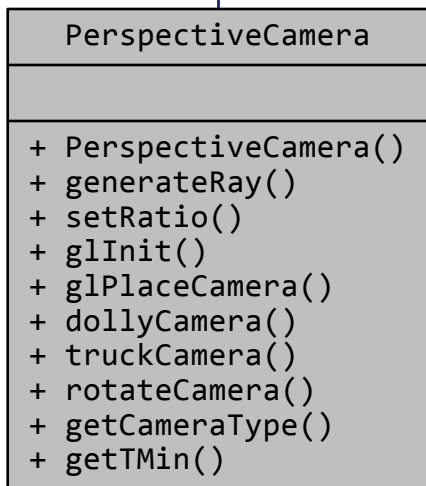 PerspectiveCamera
+ PerspectiveCamera()
+ generateRay()
+ setRatio()
+ glInit()
+ glPlaceCamera()
+ dollyCamera()
+ truckCamera()
+ rotateCamera()
+ getCameraType()
+ getTMin()